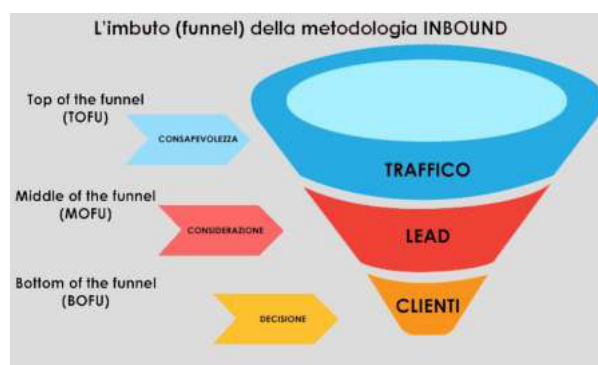 L'imbuto (funnel) della metodologia INBOUND
Top of the funnel
(TOFU)
CONSAPEVOLEZZA
TRAFFICO
Middle of the funnel
(MOFU)
CONSIDERAZIONE
LEAD
Bottom of the funnel
(BOFU)
DECISIONE
CLIENTI